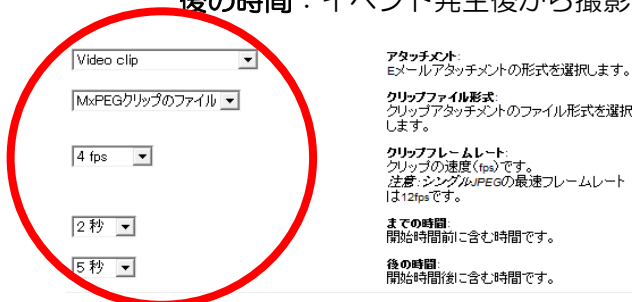 後の時間：イベント発生後から撮影
Video clip
アタッチメント:
Eメールアタッチメントの形式を選択します。
MxPEGクリップのファイル
クリップファイル形式:
クリップアタッチメントのファイル形式を選択
します。
4 fps
クリップフレームレート:
クリップの速度(fps)です。
注意:シングルJPEGの最速フレームレート
は12fpsです。
2 秒
までの時間:
開始時間前に含む時間です。
5 秒
後の時間:
開始時間後に含む時間です。